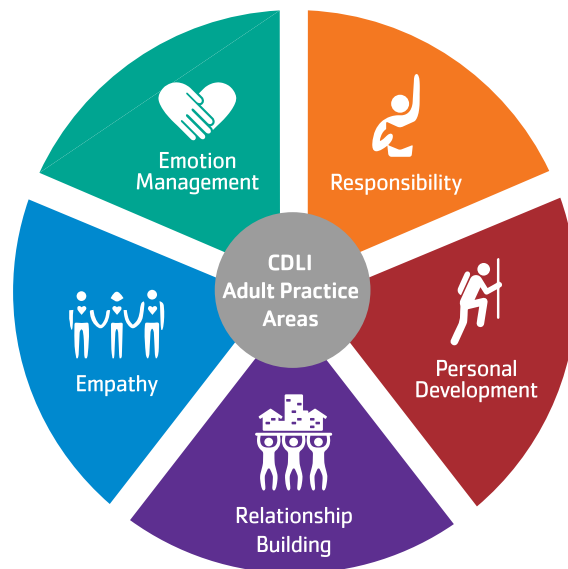 Emotion
Management
Responsibility
CDLI
Adult Practice
Areas
Empathy
Personal
Development
Relationship
Building